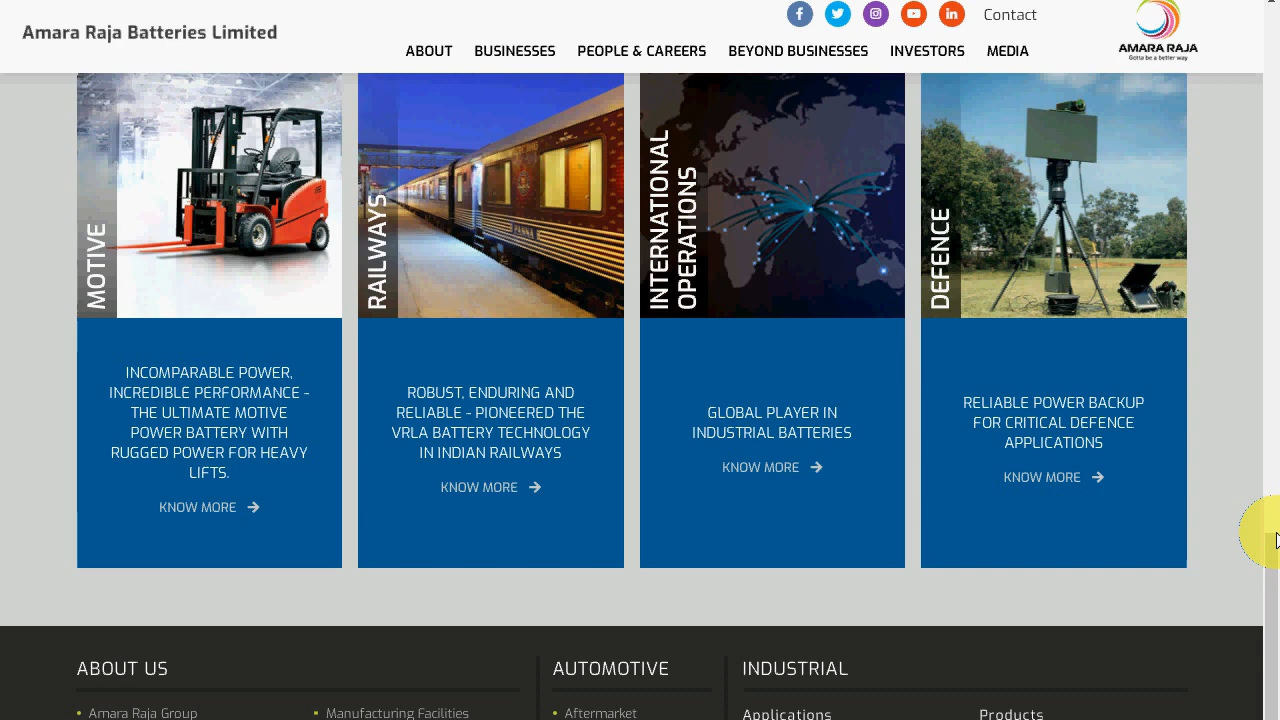 Amara Raja Batteries Limited
Contact
AMARA RAJA
Gotta be a better way
ABOUT BUSINESSES PEOPLE & CAREERS BEYOND BUSINESSES INVESTORS MEDIA
MOTIVE
RAILWAYS
INTERNATIONAL
OPERATIONS
DEFENCE
INCOMPARABLE POWER,
INCREDIBLE PERFORMANCE -
THE ULTIMATE MOTIVE
POWER BATTERY WITH
RUGGED POWER FOR HEAVY
LIFTS.
KNOW MORE
ROBUST, ENDURING AND
RELIABLE - PIONEERED THE
VRLA BATTERY TECHNOLOGY
IN INDIAN RAILWAYS
KNOW MORE
GLOBAL PLAYER IN
INDUSTRIAL BATTERIES
KNOW MORE
RELIABLE POWER BACKUP
FOR CRITICAL DEFENCE
APPLICATIONS
KNOW MORE
ABOUT US
Amara Raja Group
Manufacturing Facilities
AUTOMOTIVE
Aftermarket
INDUSTRIAL
Applications
Products